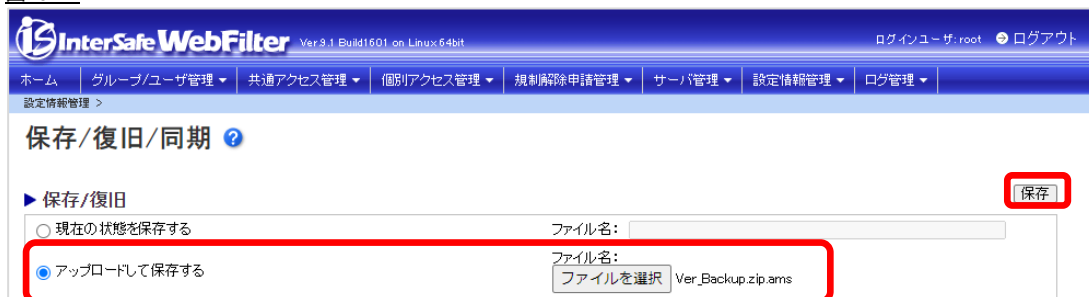 InterSafe WebFilter Ver.9.1 Build1601 on Linux 64bit ログインユーザ: root ログアウト
ホーム グループ/ユーザ管理 ▼ 共通アクセス管理 ▼ 個別アクセス管理 ▼ 規制解除申請管理 ▼ サーバ管理 ▼ 設定情報管理 ▼ ログ管理 ▼
設定情報管理 >
保存/復旧/同期 ?
▶ 保存/復旧 保存
現在の状態を保存する ファイル名:
ファイル名:
アップロードして保存する ファイルを選択 Ver_Backup.zip.ams